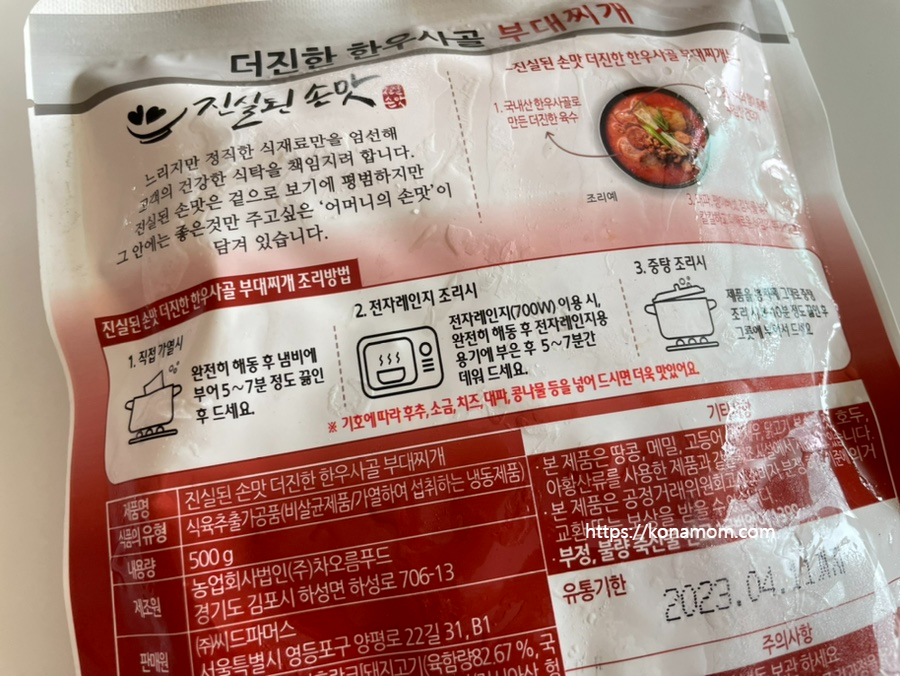 더진한 한우사골 부대찌개
진실된 손맛
느리지만 정직한 식재료만을 엄선해
고객의 건강한 식탁을 책임지려 합니다.
진실된 손맛은 겉으로 보기에 평범하지만
그 안에는 좋은것만 주고싶은 '어머니의 손맛'이
담겨 있습니다.
진실된 손맛 더진한 한우사골 부대찌개
1. 국내산 한우사골로
만든 더진한 육수
조리예
진실된 손맛 더진한 한우사골 부대찌개 조리방법
1. 직접 가열시
완전히 해동 후 냄비에
부어 5~7분 정도 끓인
후 드세요.
2. 전자레인지 조리시
전자레인지(700W) 이용 시,
완전히 해동 후 전자레인지용
용기에 부은 후 5~7분간
데워 드세요.
3. 중탕 조리시
※ 기호에 따라 후추, 소금, 치즈, 대파, 콩나물 등을 넣어 드시면 더욱 맛있어요.
제품명
진실된 손맛 더진한 한우사골 부대찌개
식품의 유형
식육추출가공품(비살균제품/가열하여 섭취하는 냉동제품)
내용량
500 g
제조원
농업회사법인(주)차오름푸드
경기도 김포시 하성면 하성로 706-13
판매원
㈜씨드파머스
서울특별시 영등포구 양평로 22길 31, B1
돼지고기(육함량82.67 %, 국
· 본 제품은 땅콩, 메밀, 고등어
아황산류를 사용한 제품과
· 본 제품은 공정거래위원회
https://konamom.com
유통기한
2023.04.
주의사항